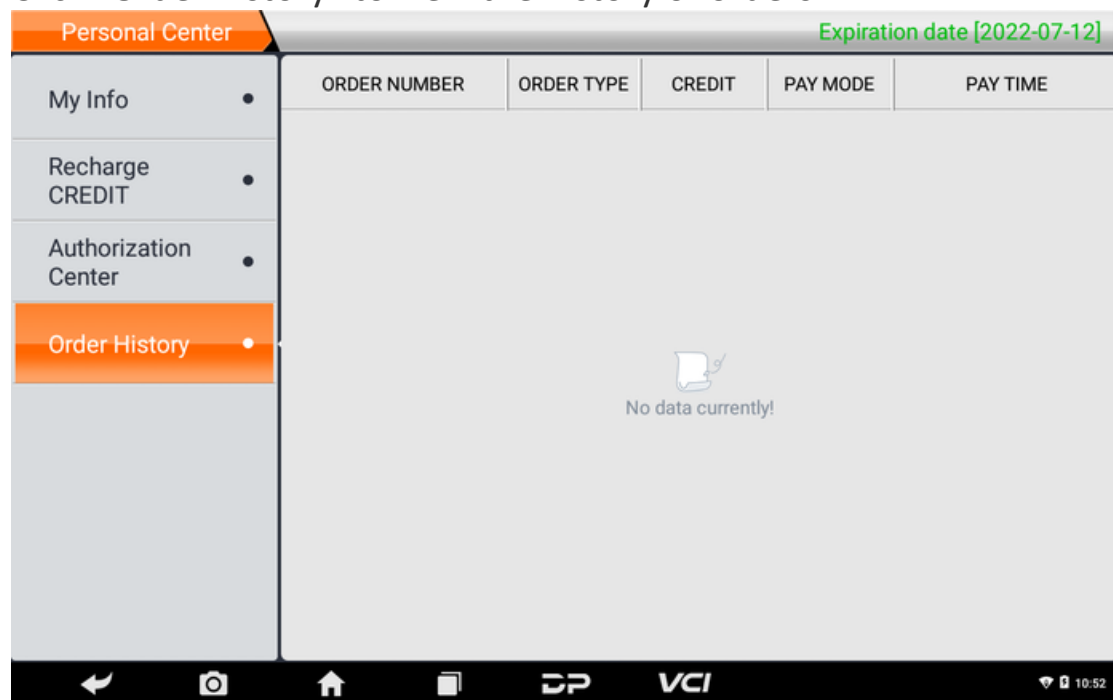 Personal Center
Expiration date [2022-07-12]
My Info
Recharge
CREDIT
Authorization
Center
Order History
ORDER NUMBER ORDER TYPE CREDIT PAY MODE PAY TIME
No data currently!
DP VCI 10:52